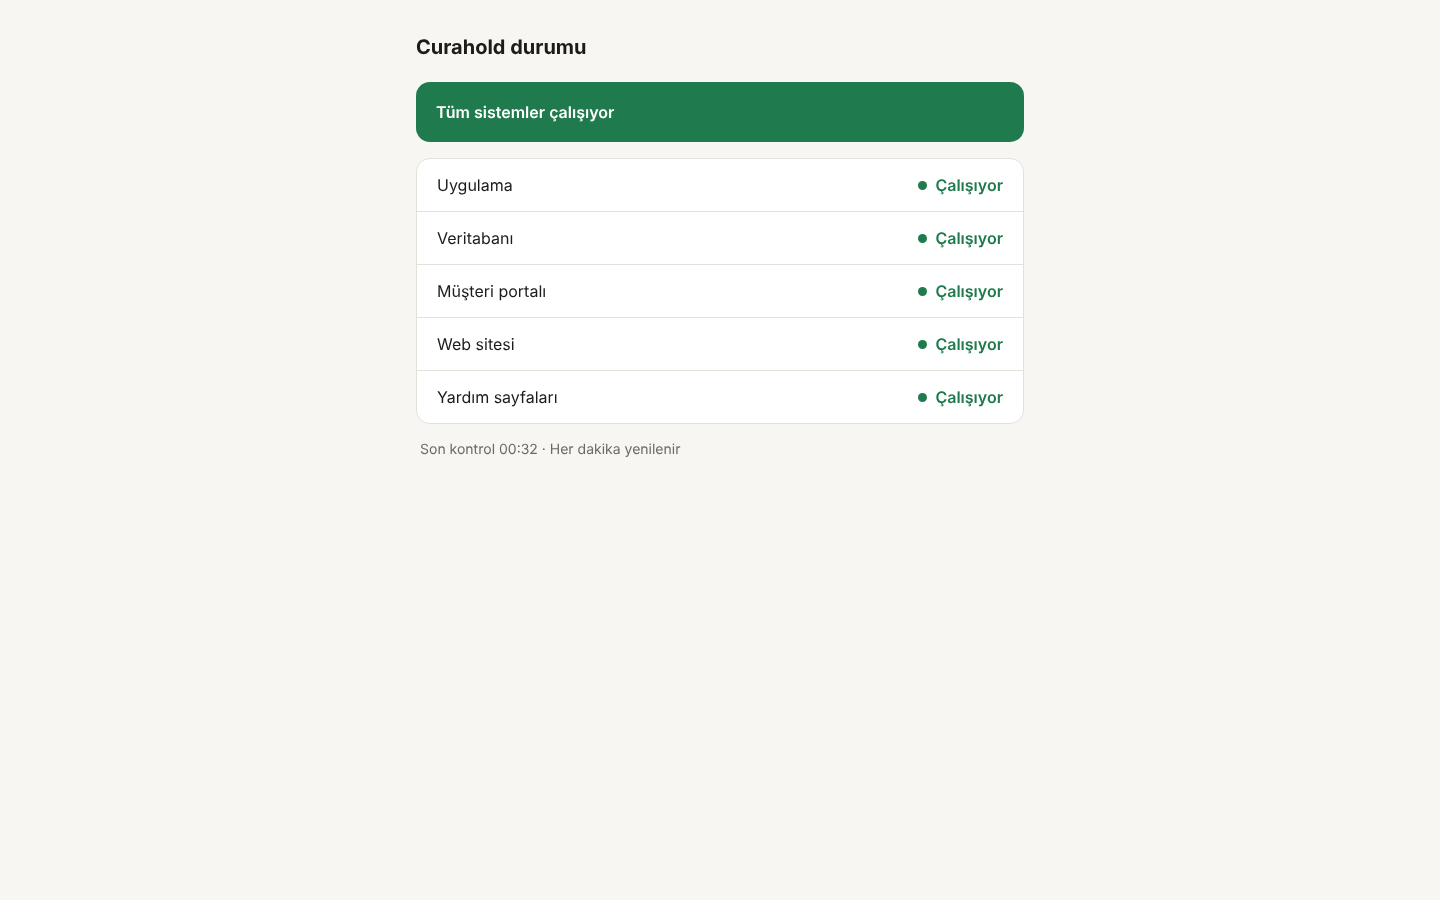 Curahold durumu
Tüm sistemler çalışıyor
Uygulama Çalışıyor
Veritabanı Çalışıyor
Müşteri portalı Çalışıyor
Web sitesi Çalışıyor
Yardım sayfaları Çalışıyor
Son kontrol 00:32 · Her dakika yenilenir